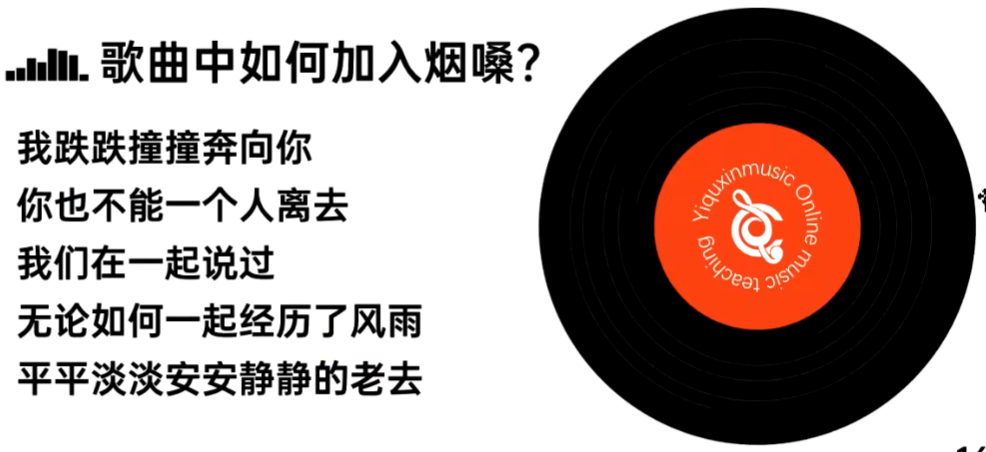 歌曲中如何加入烟嗓?
我跌跌撞撞奔向你
你也不能一个人离去
我们在一起说过
无论如何一起经历了风雨
平平淡淡安安静静的老去
Yiquxinmusic Online music teaching